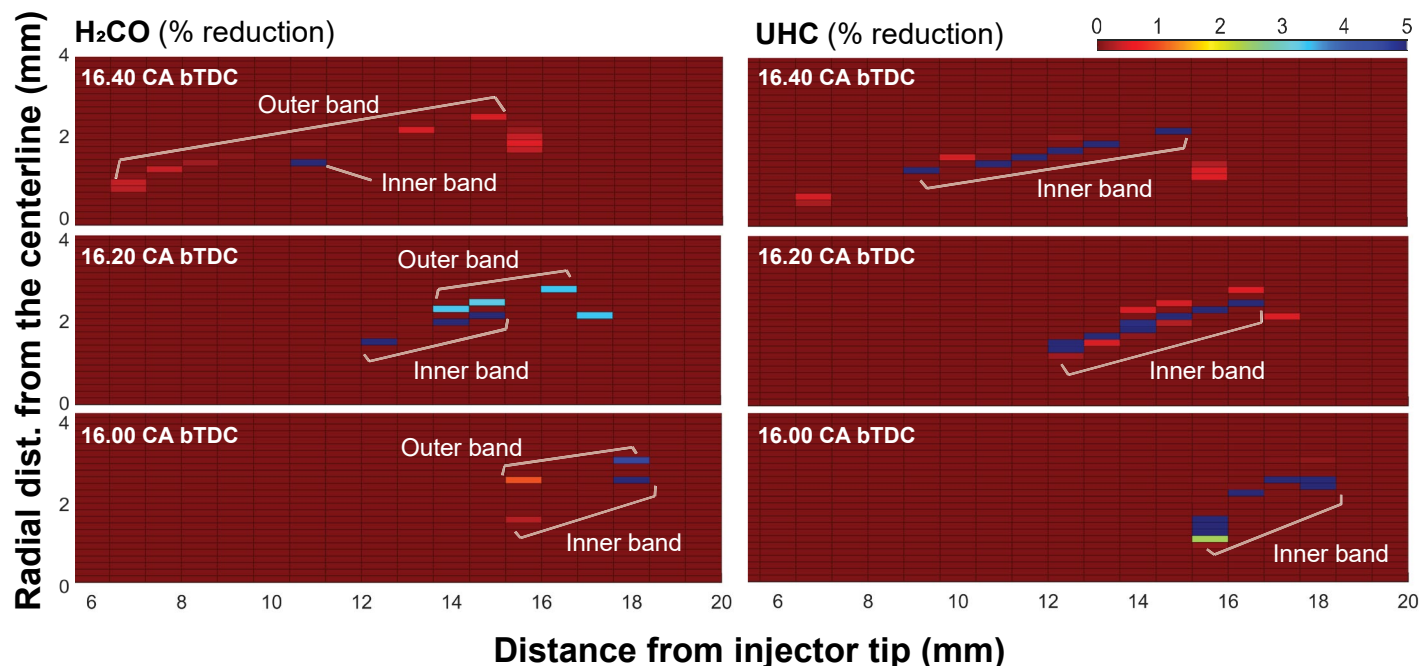 H₂CO (% reduction)
UHC (% reduction)
0 1 2 3 4 5
Radial dist. from the centerline (mm)
4
2
0
16.40 CA bTDC
Outer band
Inner band
16.40 CA bTDC
Inner band
4
2
0
16.20 CA bTDC
Outer band
Inner band
16.20 CA bTDC
Inner band
4
2
0
16.00 CA bTDC
Outer band
Inner band
16.00 CA bTDC
Inner band
6 8 10 12 14 16 18 20
6 8 10 12 14 16 18 20
Distance from injector tip (mm)